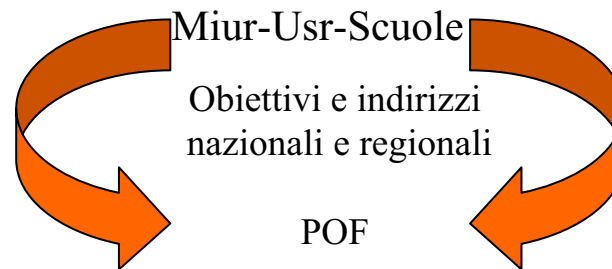 Miur-Usr-Scuole
Obiettivi e indirizzi
nazionali e regionali
POF